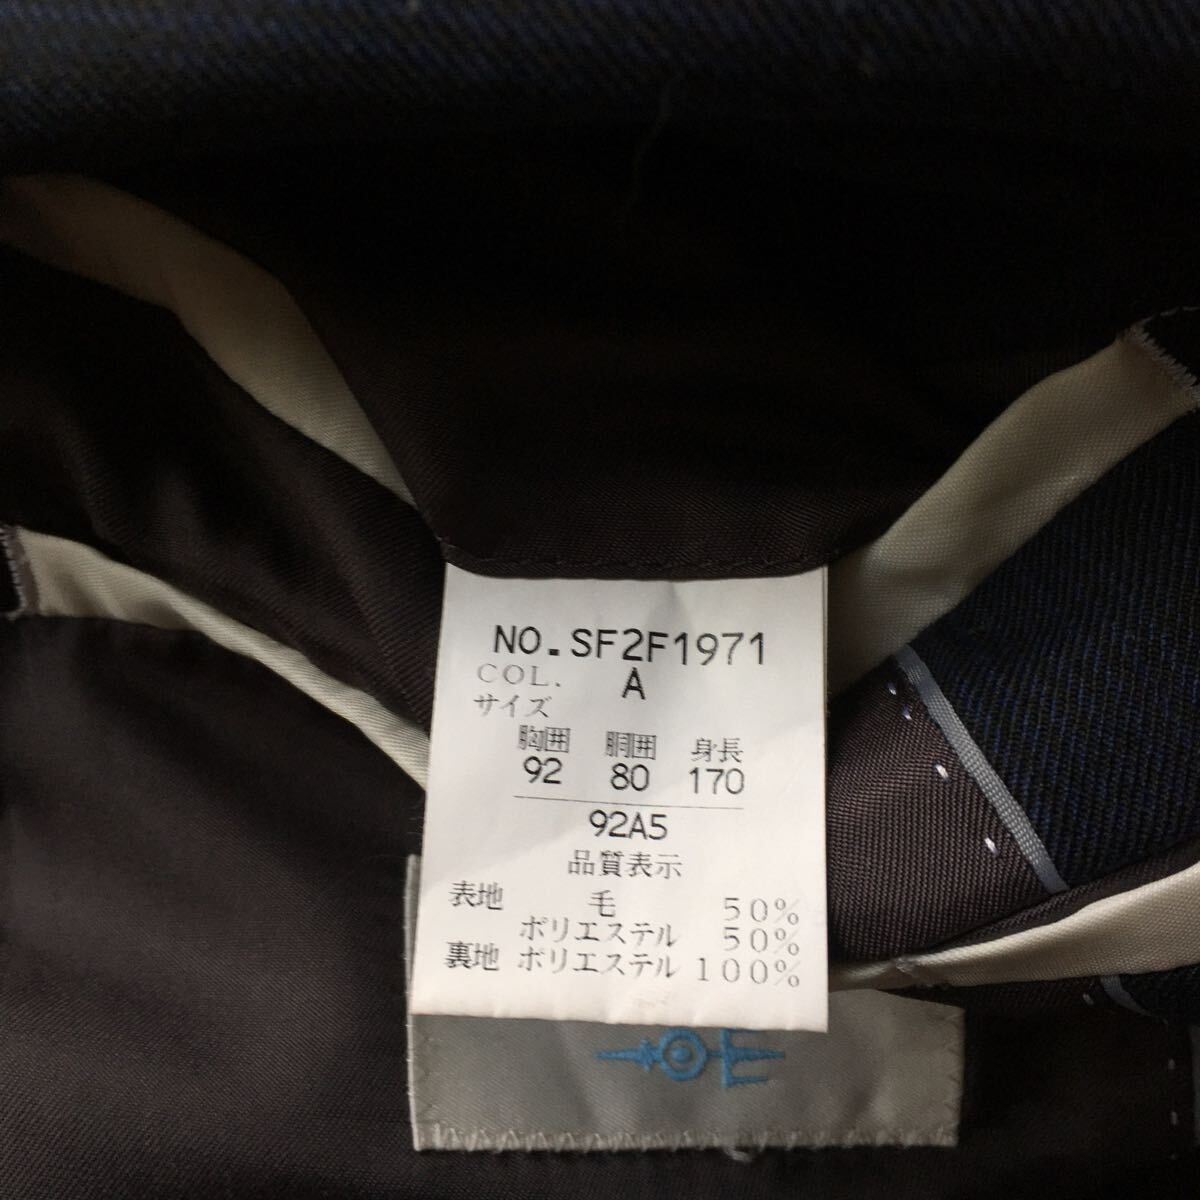 NO.SF2F1971
COL. A
サイズ
胸囲 胴囲 身長
92 80 170
92A5
品質表示
表地 毛 50%
ポリエステル 50%
裏地 ポリエステル 100%